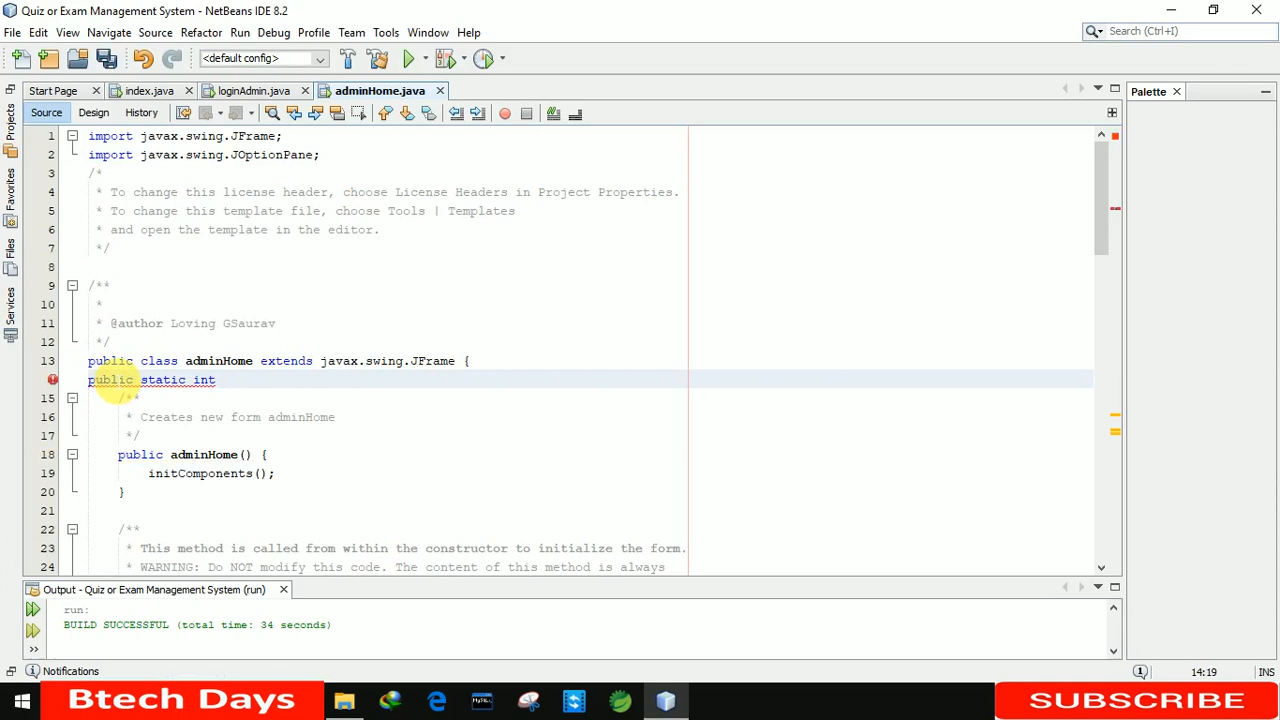 Quiz or Exam Management System - NetBeans IDE 8.2
File Edit View Navigate Source Refactor Run Debug Profile Team Tools Window Help
Search (Ctrl+I)
<default config>
Start Page index.java loginAdmin.java adminHome.java
Palette
Source Design History
Projects
Favorites
Files
Services
1 import javax.swing.JFrame;
2 import javax.swing.JOptionPane;
3 /*
4 * To change this license header, choose License Headers in Project Properties.
5 * To change this template file, choose Tools | Templates
6 * and open the template in the editor.
7 */
8
9 /**
10 *
11 * @author Loving GSaurav
12 */
13 public class adminHome extends javax.swing.JFrame {
public static int
15 /**
16 * Creates new form adminHome
17 */
18 public adminHome() {
19 initComponents();
20 }
21
22 /**
23 * This method is called from within the constructor to initialize the form.
24 * WARNING: Do NOT modify this code. The content of this method is always
Output - Quiz or Exam Management System (run)
run:
BUILD SUCCESSFUL (total time: 34 seconds)
Notifications
1
14:19
INS
Btech Days
SUBSCRIBE